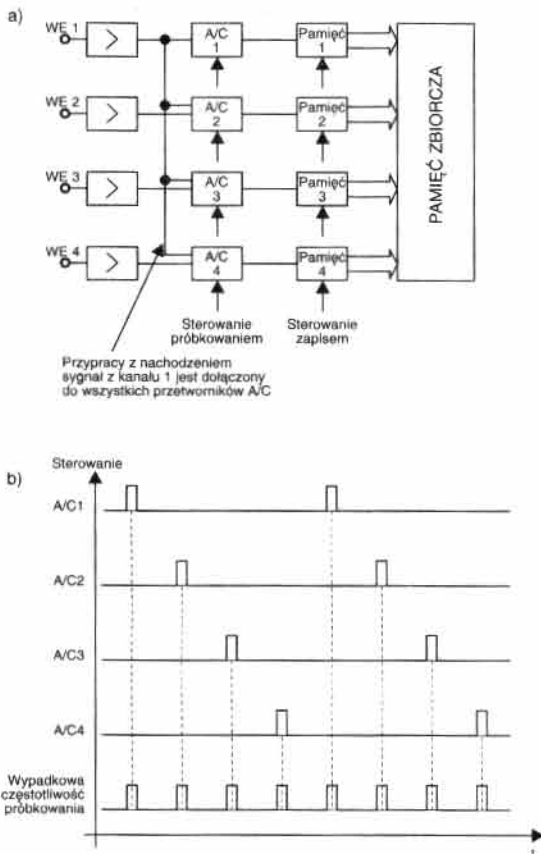 a)
WE 1
>
A/C
1
Pamięć
1
WE 2
>
A/C
2
Pamięć
2
WE 3
>
A/C
3
Pamięć
3
WE 4
>
A/C
4
Pamięć
4
PAMIĘĆ ZBIORCZA
Sterowanie
próbkowaniem
Sterowanie
zapisem
Przypracy z nachodzeniem
sygnał z kanału 1 jest dołączony
do wszystkich przetworników A/C
b)
Sterowanie
A/C1
A/C2
A/C3
A/C4
Wypadkowa
częstotliwość
próbkowania